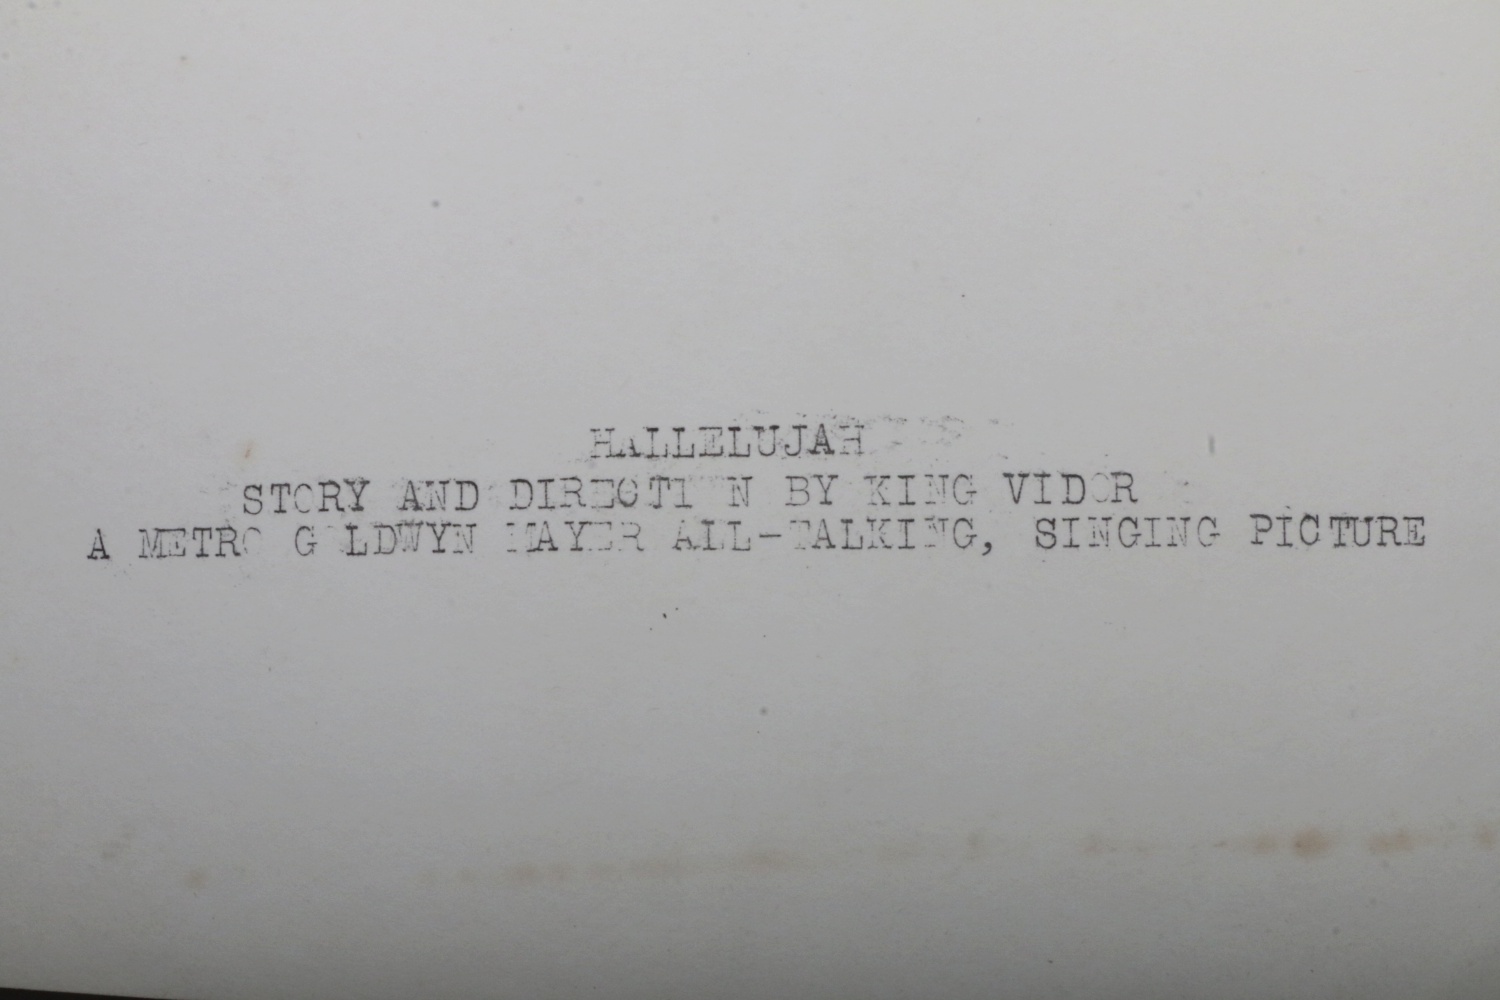 HALLELUJAH
STORY AND DIRECTION BY KING VIDOR
A METRO GOLDWYN MAYER ALL-TALKING, SINGING PICTURE